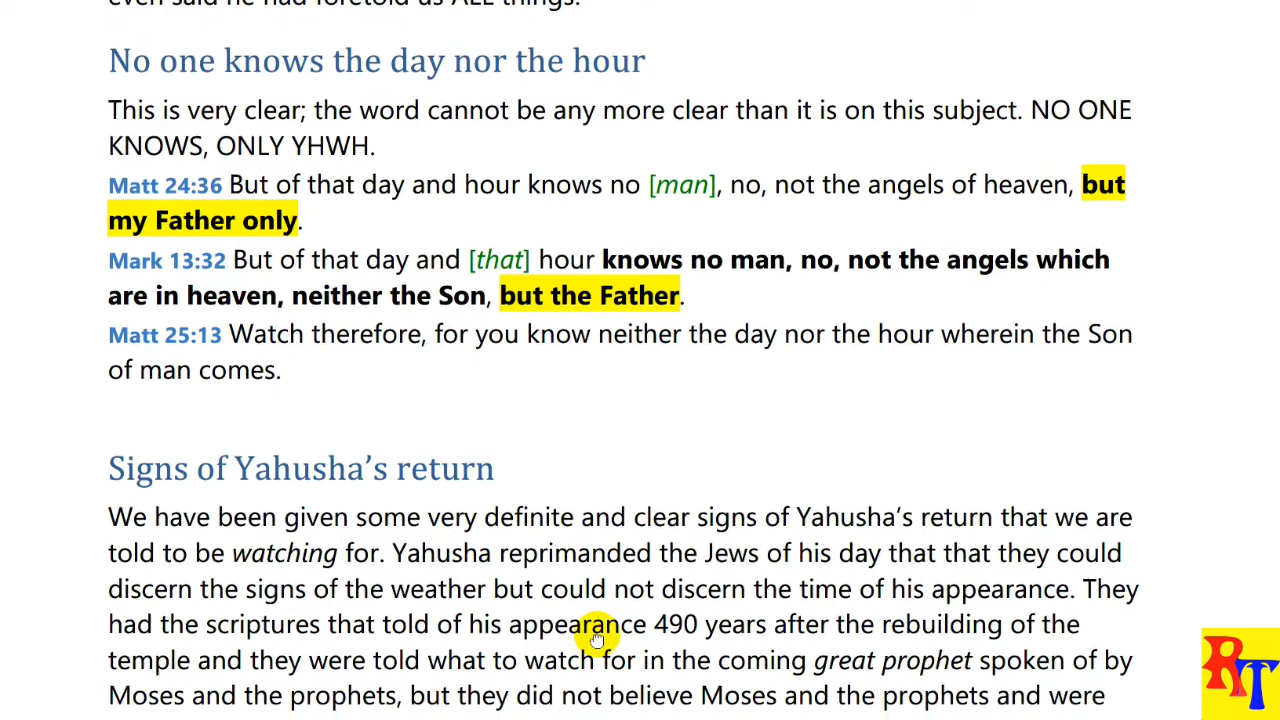 even said he had foretold us ALL things.
No one knows the day nor the hour
This is very clear; the word cannot be any more clear than it is on this subject. NO ONE
KNOWS, ONLY YHWH.
Matt 24:36 But of that day and hour knows no [man], no, not the angels of heaven, but
my Father only.
Mark 13:32 But of that day and [that] hour knows no man, no, not the angels which
are in heaven, neither the Son, but the Father.
Matt 25:13 Watch therefore, for you know neither the day nor the hour wherein the Son
of man comes.
Signs of Yahusha’s return
We have been given some very definite and clear signs of Yahusha’s return that we are
told to be watching for. Yahusha reprimanded the Jews of his day that that they could
discern the signs of the weather but could not discern the time of his appearance. They
had the scriptures that told of his appearance 490 years after the rebuilding of the
temple and they were told what to watch for in the coming great prophet spoken of by
Moses and the prophets, but they did not believe Moses and the prophets and were
RT